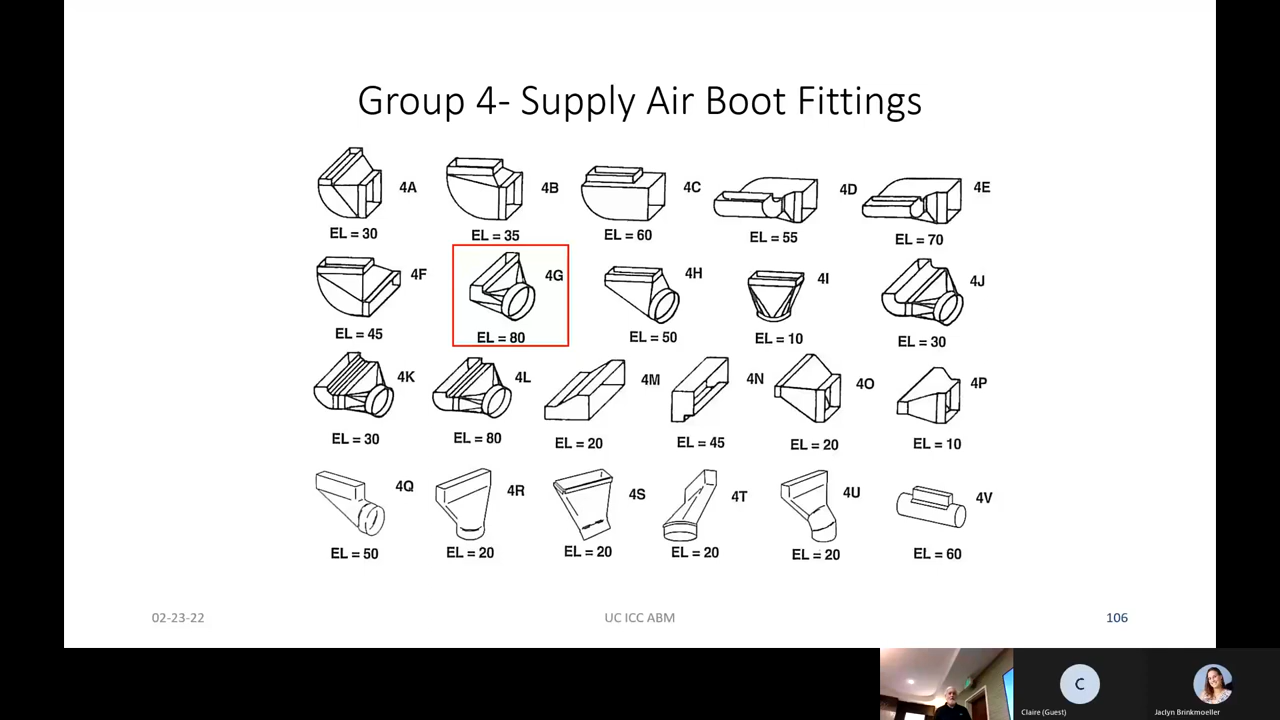 Group 4- Supply Air Boot Fittings
4A
4B
4C
4D
4E
EL = 30
EL = 35
EL = 60
EL = 55
EL = 70
4F
4G
4H
4I
4J
EL = 45
EL = 80
EL = 50
EL = 10
EL = 30
4K
4L
4M
4N
4O
4P
EL = 30
EL = 80
EL = 20
EL = 45
EL = 20
EL = 10
4Q
4R
4S
4T
4U
4V
EL = 50
EL = 20
EL = 20
EL = 20
EL = 20
EL = 60
02-23-22
UC ICC ABM
106
C
Claire (Guest)
Jaclyn Brinkmoeller